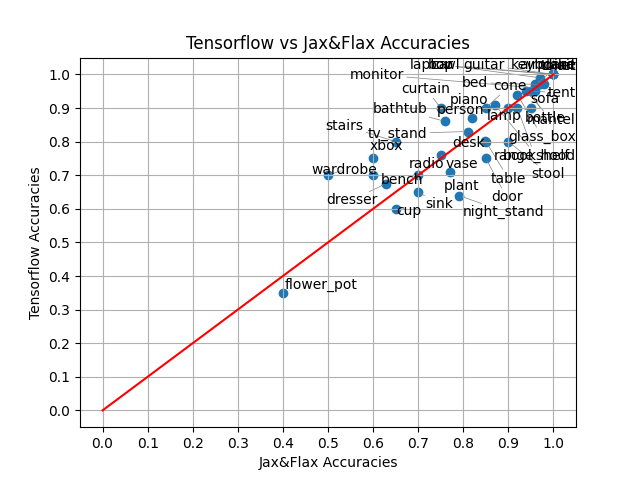 Tensorflow vs Jax&Flax Accuracies
laptop
bowl
guitar
keyboard
airplane
monitor
bed
cone
tent
curtain
piano
sofa
bathtub
person
lamp
bottle
mantel
stairs
tv_stand
glass_box
xbox
desk
range_hood
bookshelf
wardrobe
radio
vase
stool
bench
table
dresser
plant
door
cup
sink
night_stand
flower_pot
1.0
0.9
0.8
0.7
0.6
0.5
0.4
0.3
0.2
0.1
0.0
Tensorflow Accuracies
0.0 0.1 0.2 0.3 0.4 0.5 0.6 0.7 0.8 0.9 1.0
Jax&Flax Accuracies